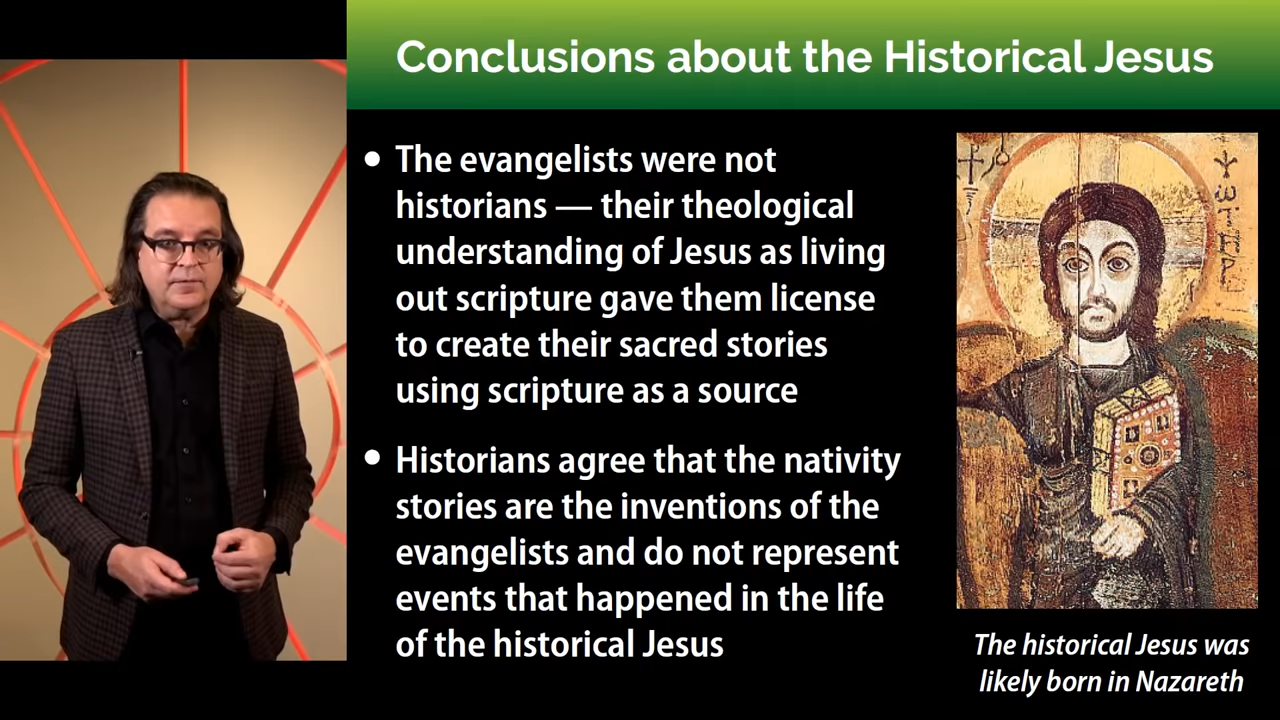 Conclusions about the Historical Jesus
• The evangelists were not
historians — their theological
understanding of Jesus as living
out scripture gave them license
to create their sacred stories
using scripture as a source
• Historians agree that the nativity
stories are the inventions of the
evangelists and do not represent
events that happened in the life
of the historical Jesus
The historical Jesus was
likely born in Nazareth